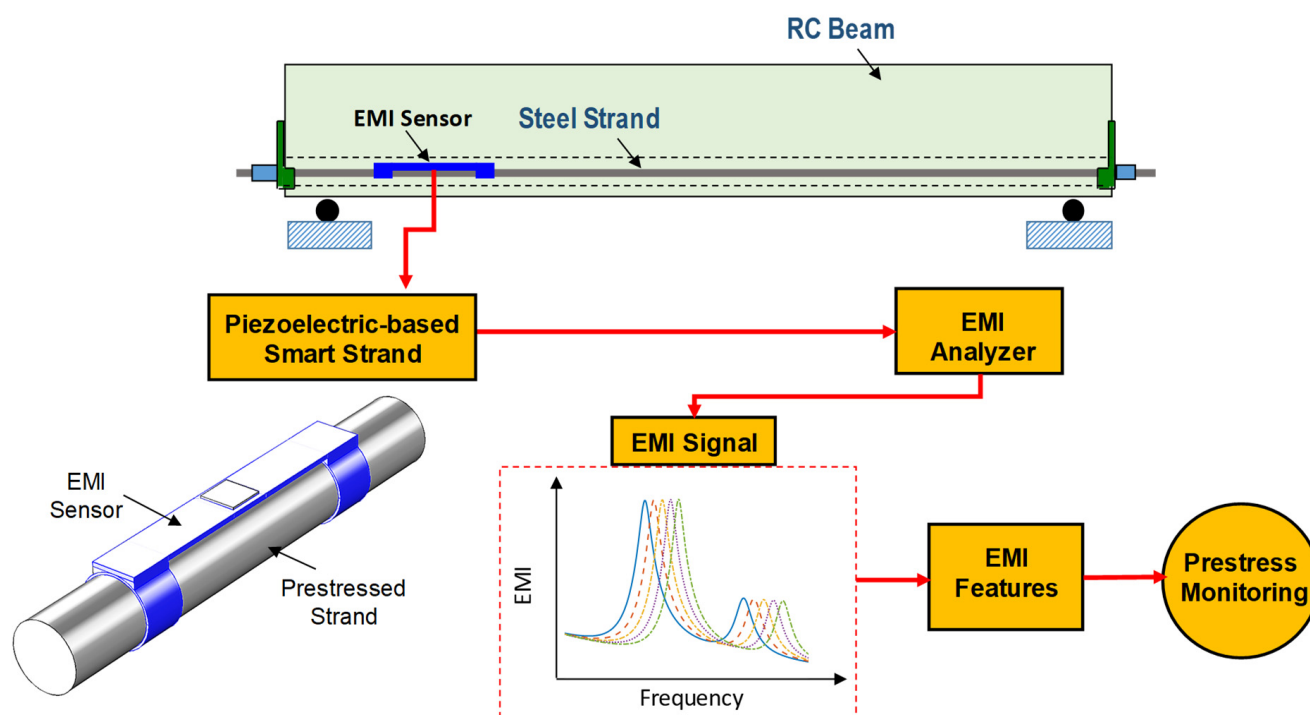 RC Beam
EMI Sensor
Steel Strand
Piezoelectric-based
Smart Strand
EMI
Analyzer
EMI Signal
EMI
Sensor
Prestressed
Strand
EMI
Frequency
EMI
Features
Prestress
Monitoring